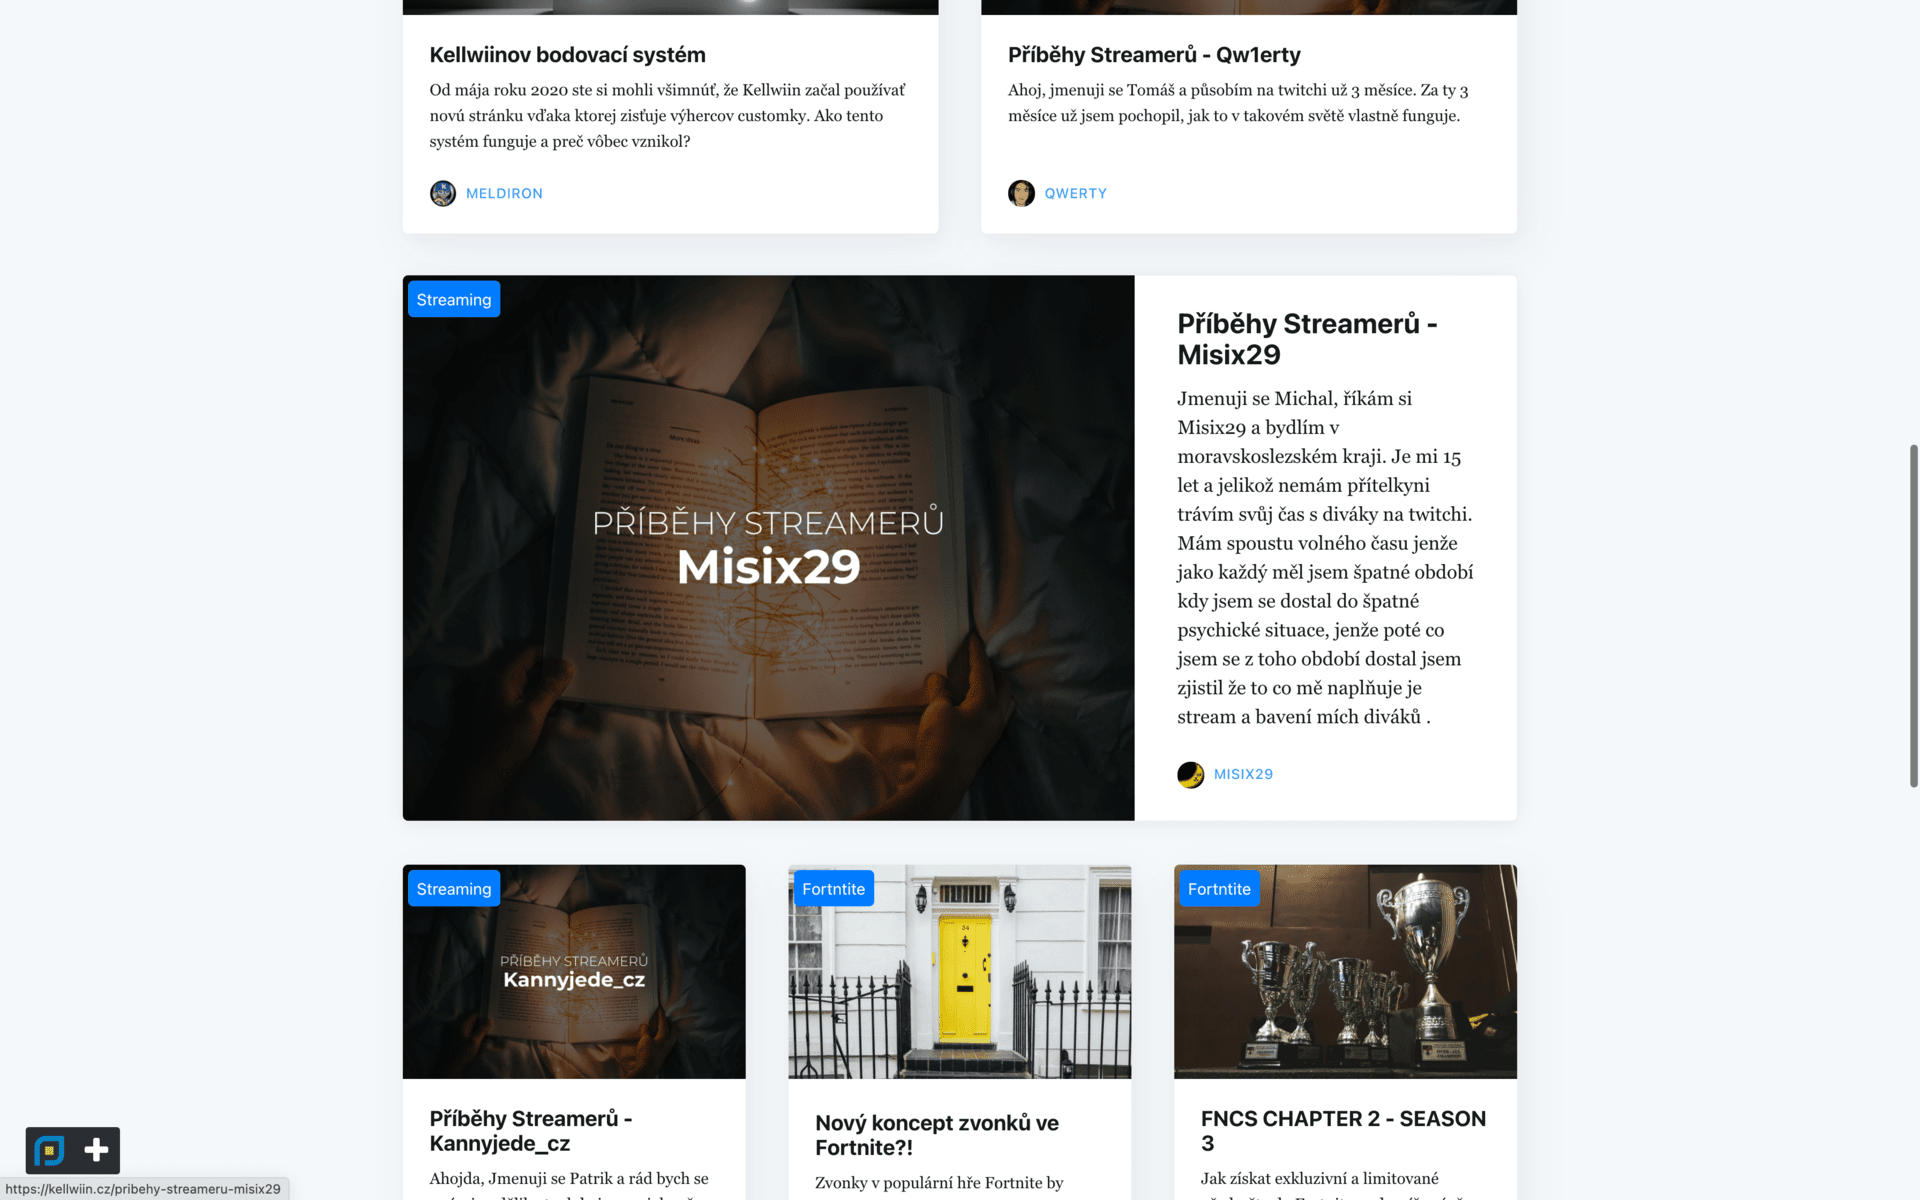 Kellwiinov bodovací systém
Od mája roku 2020 ste si mohli všimnúť, že Kellwiin začal používať
novú stránku vďaka ktorej zisťuje výhercov customky. Ako tento
systém funguje a preč vôbec vznikol?
MELDIRON
Příběhy Streamerů - Qw1erty
Ahoj, jmenuji se Tomáš a působím na twitchi už 3 měsíce. Za ty 3
měsíce už jsem pochopil, jak to v takovém světě vlastně funguje.
QWERTY
Streaming
PŘÍBĚHY STREAMERŮ
Misix29
Příběhy Streamerů -
Misix29
Jmenuji se Michal, říkám si
Misix29 a bydlím v
moravskoslezském kraji. Je mi 15
let a jelikož nemám přítelkyni
trávím svůj čas s diváky na twitchi.
Mám spoustu volného času jenže
jako každý měl jsem špatné období
kdy jsem se dostal do špatné
psychické situace, jenže poté co
jsem se z toho období dostal jsem
zjistil že to co mě naplňuje je
stream a bavení mích diváků .
MISIX29
Streaming
PŘÍBĚHY STREAMERŮ
Kannyjede_cz
Příběhy Streamerů -
Kannyjede_cz
Ahojda, Jmenuji se Patrik a rád bych se
Fortntite
34
Nový koncept zvonků ve
Fortnite?!
Zvonky v populární hře Fortnite by
Fortntite
FNCS CHAPTER 2 - SEASON
3
Jak získat exkluzivní a limitované
https://kellwiin.cz/pribehy-streameru-misix29